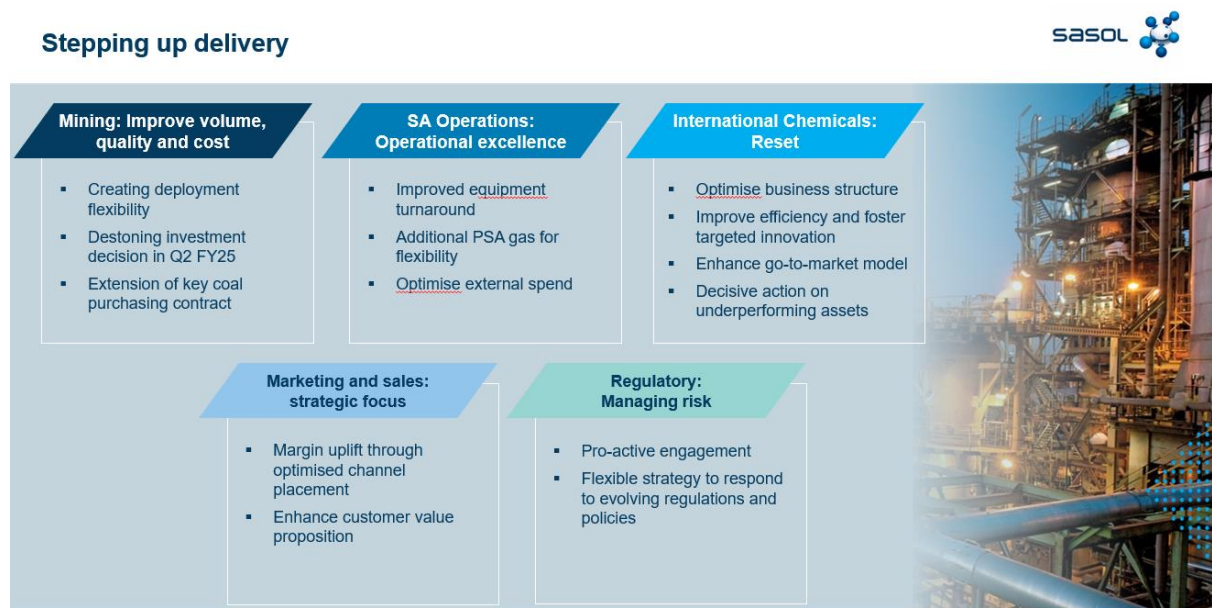 Stepping up delivery
sasol
Mining: Improve volume,
quality and cost
▪ Creating deployment
flexibility
▪ Destoning investment
decision in Q2 FY25
▪ Extension of key coal
purchasing contract
SA Operations:
Operational excellence
▪ Improved equipment
turnaround
▪ Additional PSA gas for
flexibility
▪ Optimise external spend
International Chemicals:
Reset
▪ Optimise business structure
▪ Improve efficiency and foster
targeted innovation
▪ Enhance go-to-market model
▪ Decisive action on
underperforming assets
Marketing and sales:
strategic focus
▪ Margin uplift through
optimised channel
placement
▪ Enhance customer value
proposition
Regulatory:
Managing risk
▪ Pro-active engagement
▪ Flexible strategy to respond
to evolving regulations and
policies